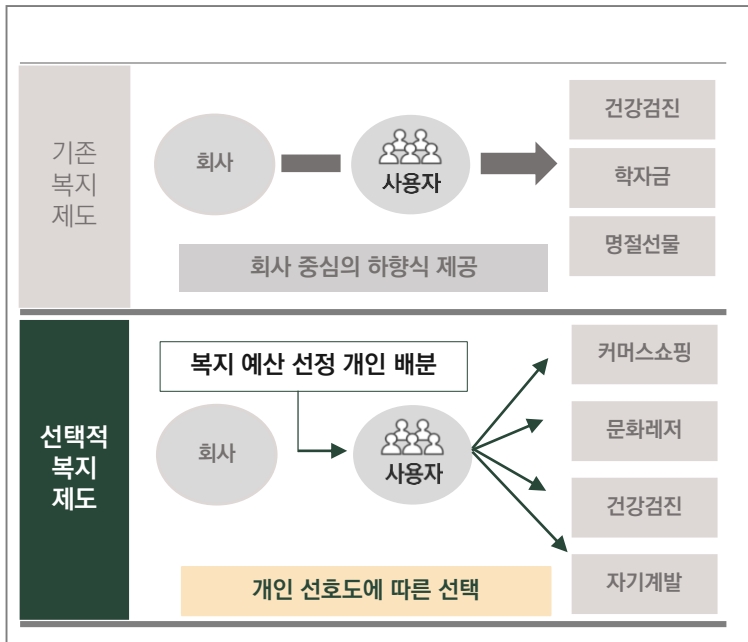 기존
복지
제도
회사
사용자
건강검진
학자금
명절선물
회사 중심의 하향식 제공
선택적
복지
제도
복지 예산 선정 개인 배분
회사
사용자
커머스쇼핑
문화레저
건강검진
자기계발
개인 선호도에 따른 선택